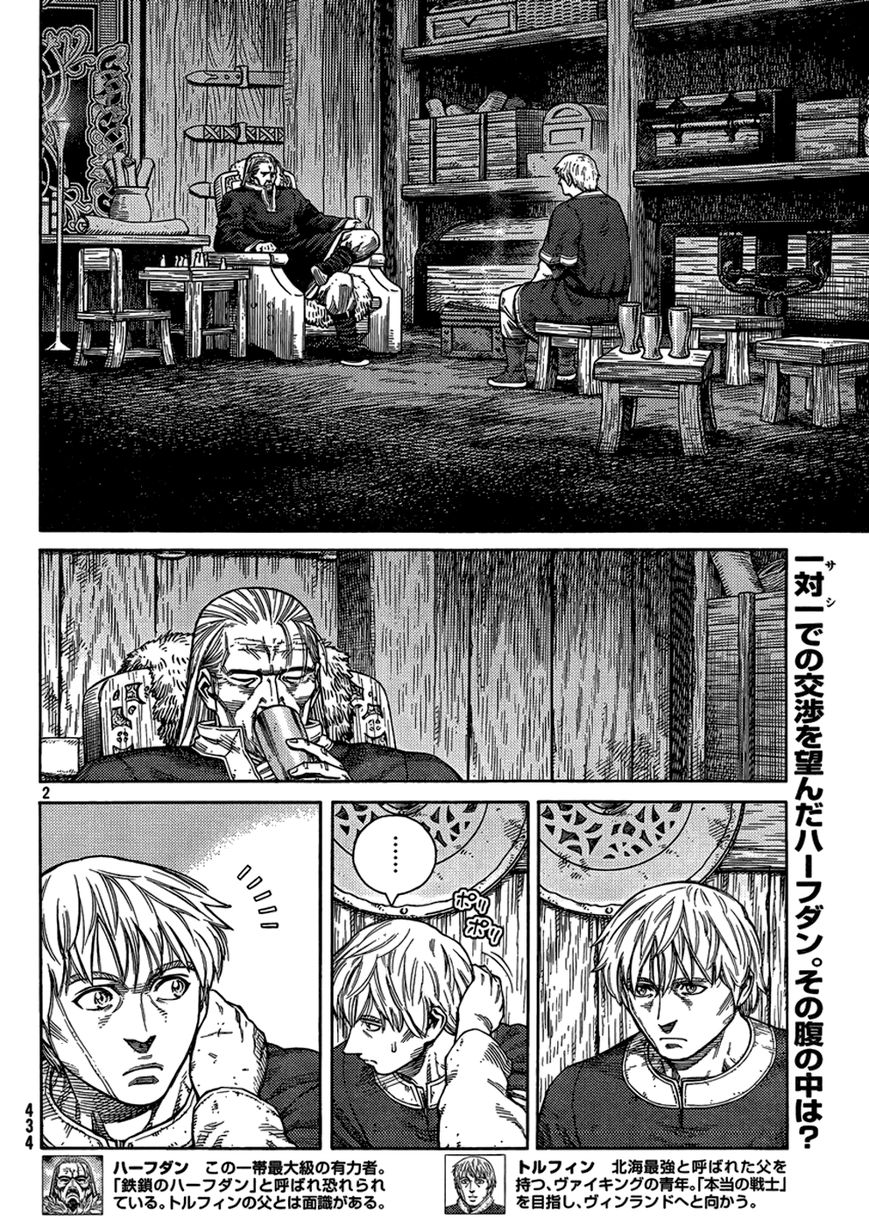 一対一での交渉を望んだハーフダン。その腹の中は？
サシ
2
……
ポリ
ポリ
434
ハーフダン　この一帯最大級の有力者。
「鉄鎖のハーフダン」と呼ばれ恐れられ
ている。トルフィンの父とは面識がある。
トルフィン　北海最強と呼ばれた父を
持つ、ヴァイキングの青年。「本当の戦士」
を目指し、ヴィンランドへと向かう。